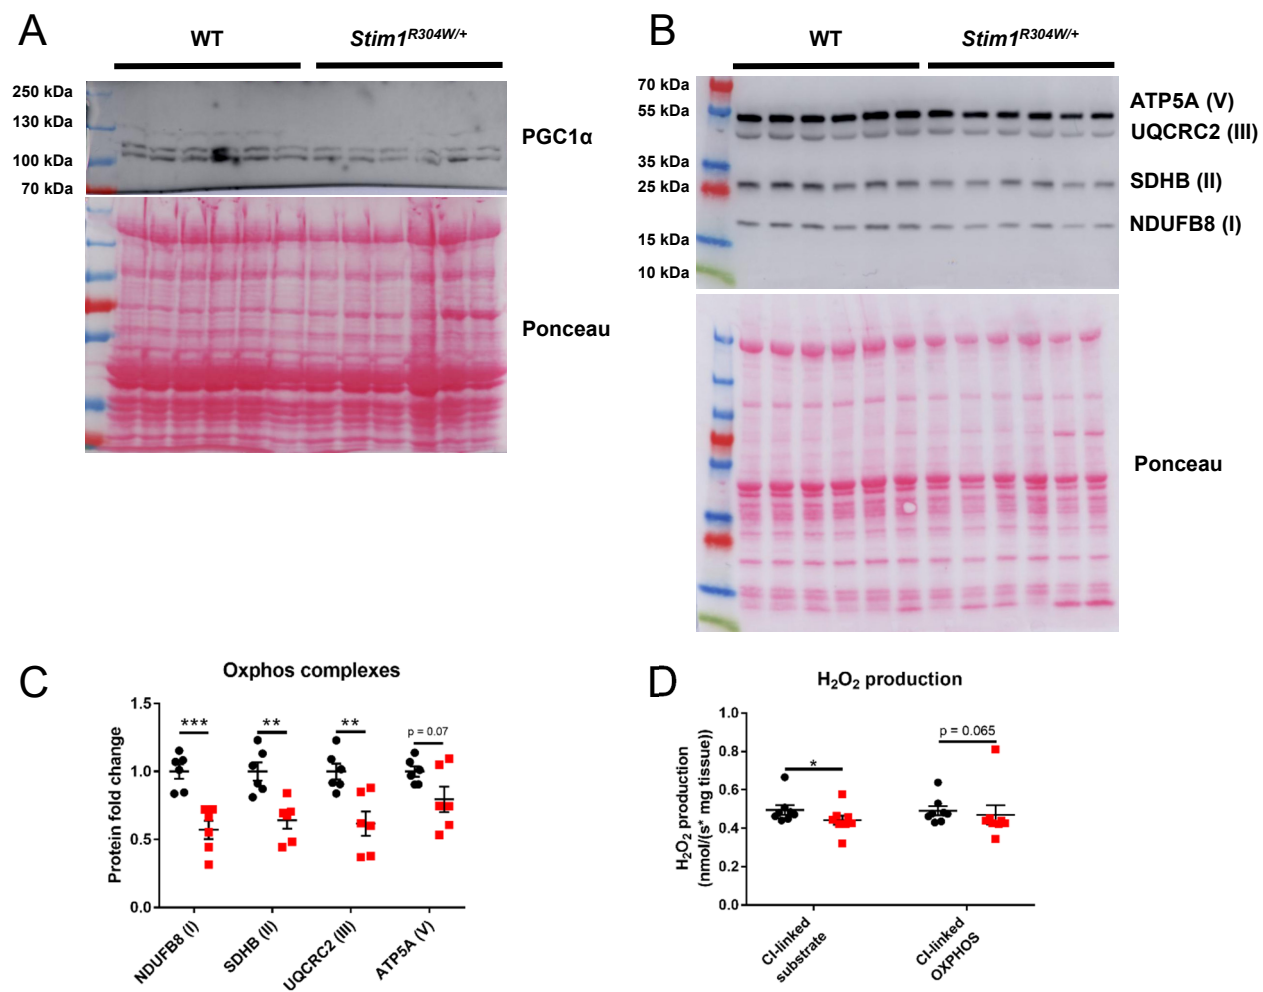 A
WT
Stim1R304W/+
250 kDa
130 kDa
100 kDa
70 kDa
PGC1α
Ponceau
B
WT
Stim1R304W/+
70 kDa
55 kDa
35 kDa
25 kDa
15 kDa
10 kDa
ATP5A (V)
UQCRC2 (III)
SDHB (II)
NDUFB8 (I)
Ponceau
C
Oxphos complexes
Protein fold change
1.5
1.0
0.5
0.0
***
**
**
p = 0.07
NDUFB8 (I)
SDHB (II)
UQCRC2 (III)
ATP5A (V)
D
H2O2 production
H2O2 production
(nmol/(s* mg tissue))
1.0
0.8
0.6
0.4
0.2
0.0
*
p = 0.065
CI-linked
substrate
CI-linked
OXPHOS